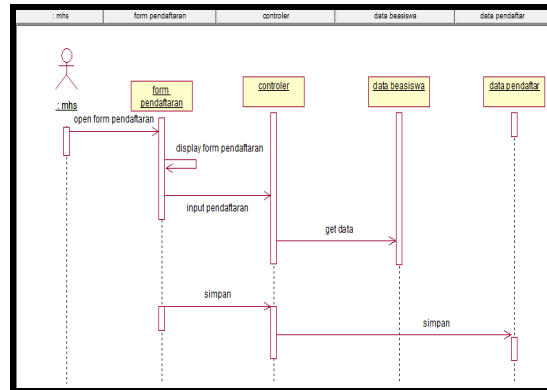 : mhs
form pendaftaran
controler
data beasiswa
data pendaftar
: mhs
form
pendaftaran
controler
data beasiswa
data pendaftar
open form pendaftaran
display form pendaftaran
input pendaftaran
get data
simpan
simpan